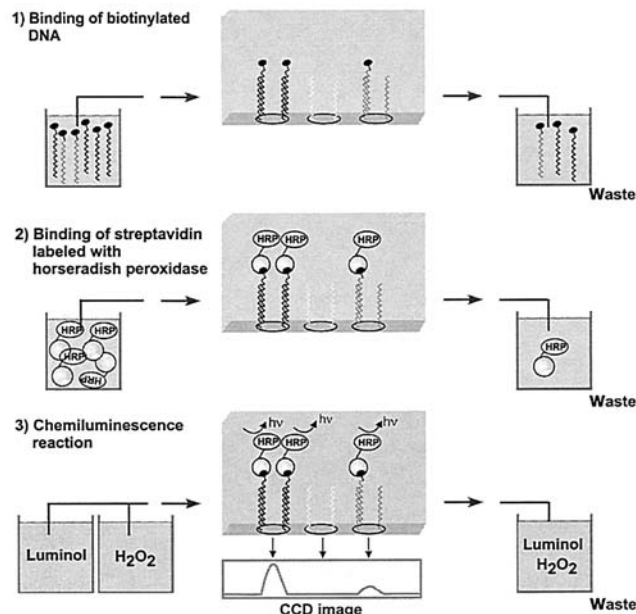 1) Binding of biotinylated
DNA
Waste
2) Binding of streptavidin
labeled with
horseradish peroxidase
HRP HRP HRP
HRP HRP
HRP
HRP
HRP
Waste
3) Chemiluminescence
reaction
hν hν hν
HRP HRP HRP
Luminol H2O2
Luminol
H2O2
Waste
CCD image